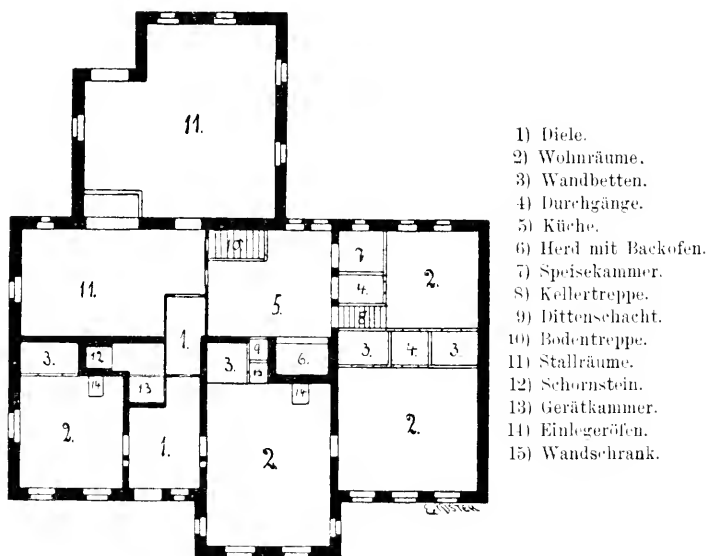 11.
10
7.
2.
11.
4.
5.
8
1.
3.
12
3.
9
15
6.
3.
4.
3.
14
13
14
2.
1.
2.
2.
1) Diele.
2) Wohnräume.
3) Wandbetten.
4) Durchgänge.
5) Küche.
6) Herd mit Backofen.
7) Speisekammer.
8) Kellertreppe.
9) Dittenschacht.
10) Bodentreppe.
11) Stallräume.
12) Schornstein.
13) Gerätkammer.
14) Einlegeröfen.
15) Wandschrank.